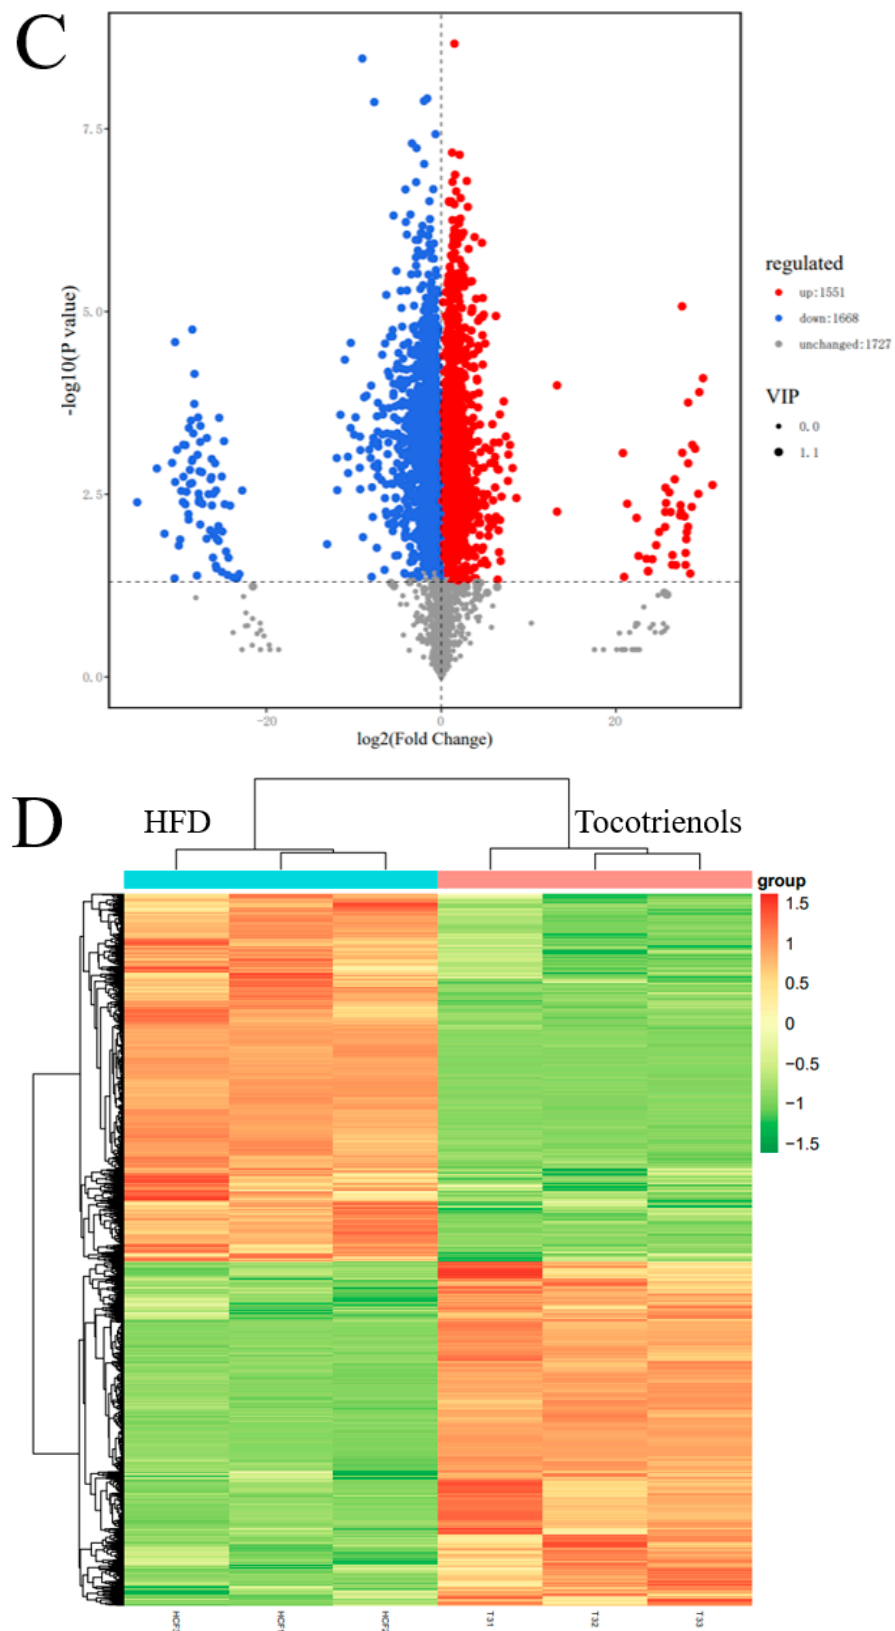 C
7.5
5.0
2.5
0.0
-log10(P value)
-20
0
20
log2(Fold Change)
regulated
up:1551
down:1668
unchanged:1727
VIP
0.0
1.1
D
HFD
Tocotrienols
group
1.5
1
0.5
0
−0.5
−1
−1.5
T31
T32
T33